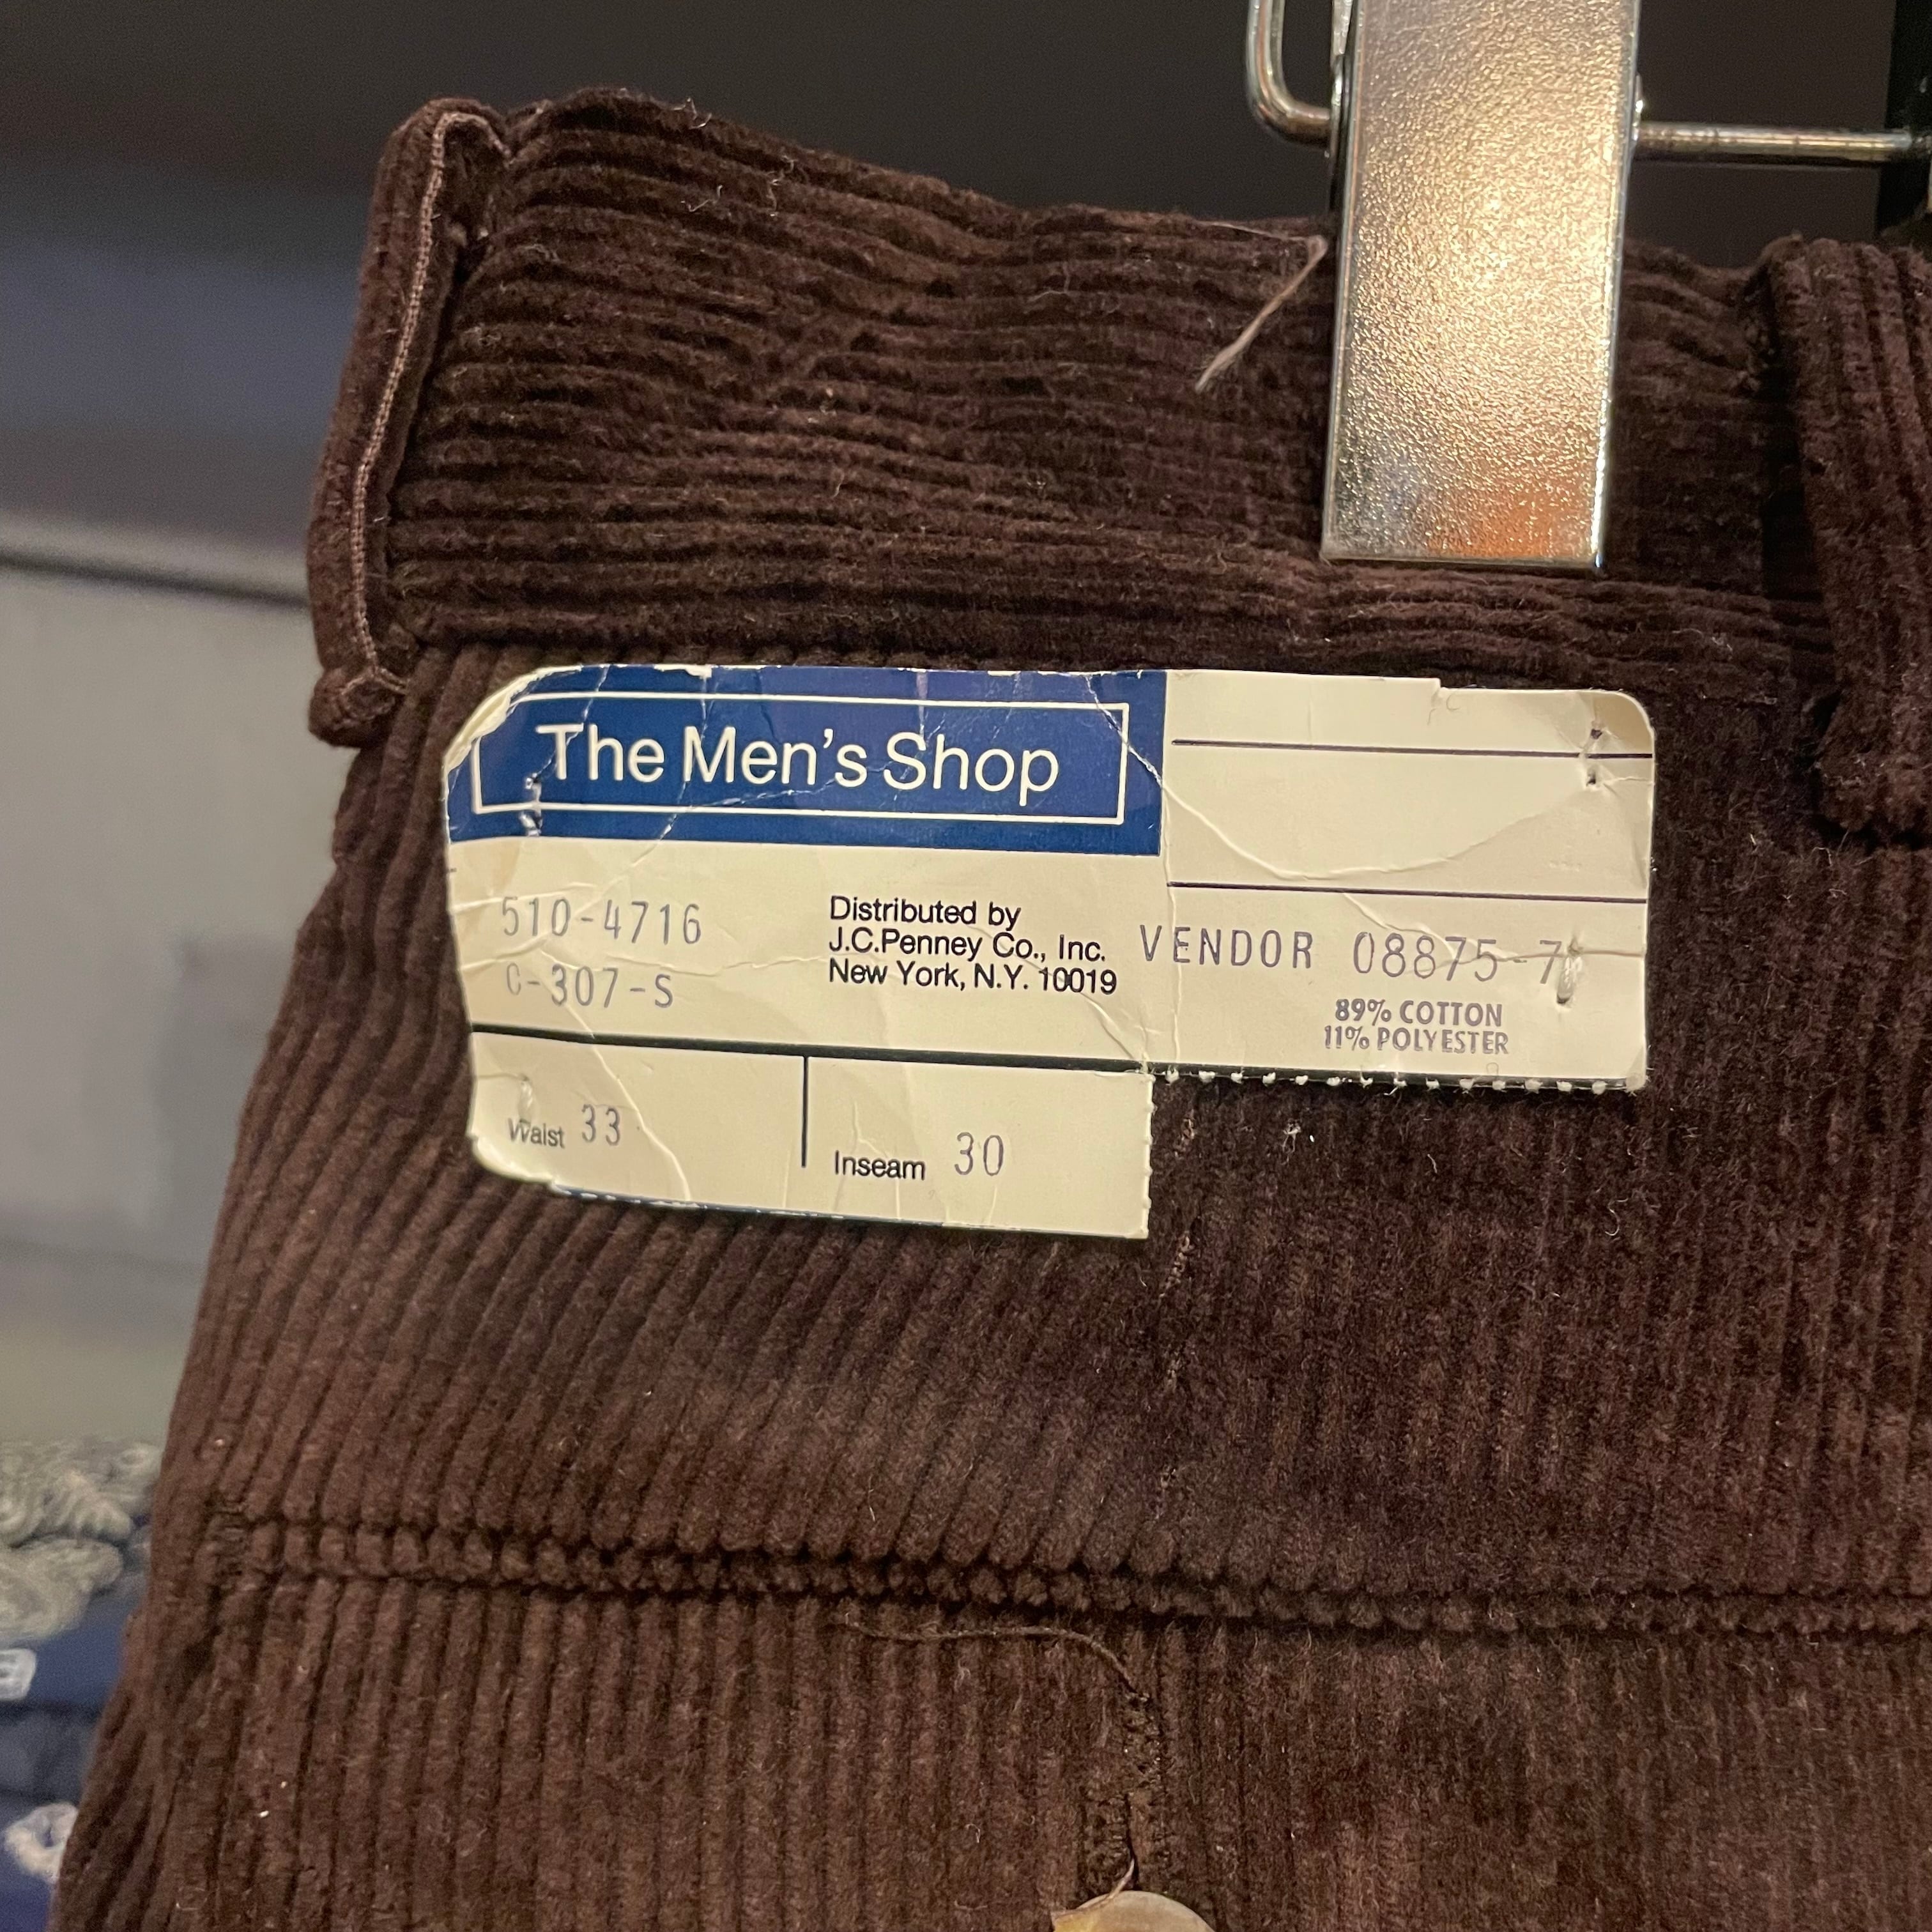 The Men's Shop
510-4716
C-307-S
Distributed by
J.C.Penney Co., Inc.
New York, N.Y. 10019
VENDOR 08875-7
89% COTTON
11% POLYESTER
Waist 33
Inseam 30